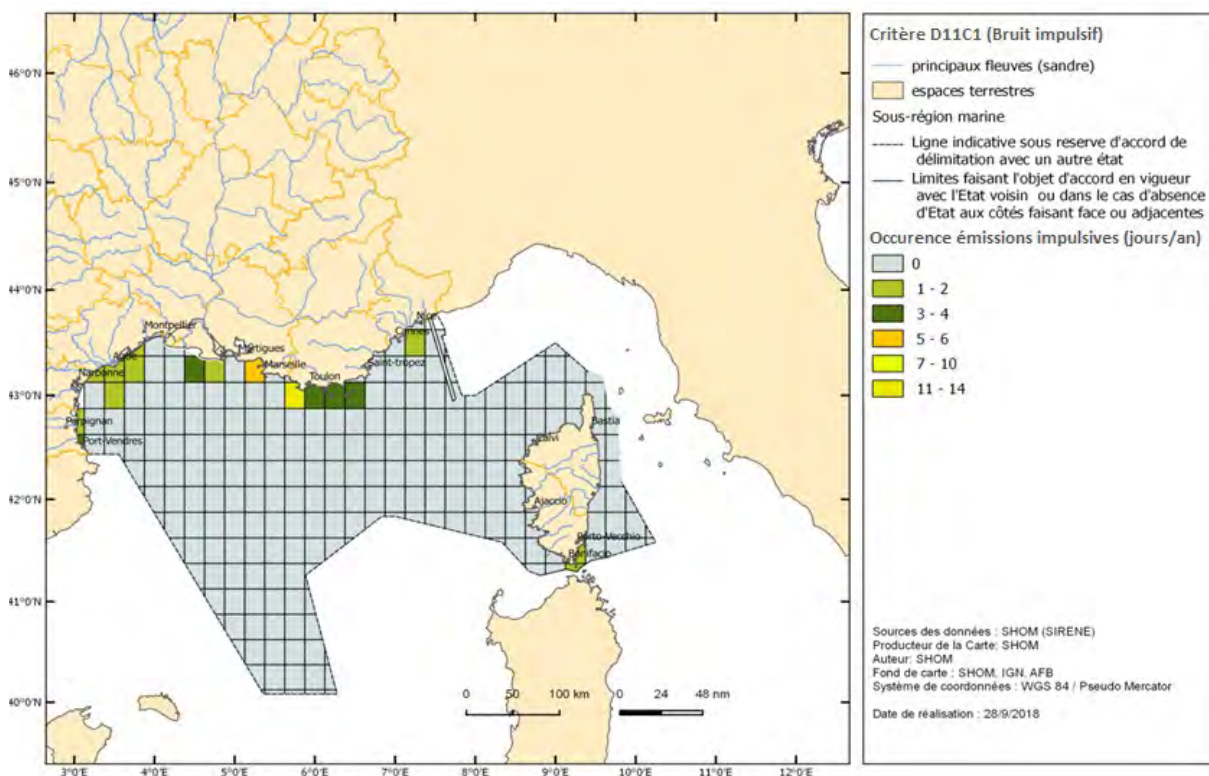 46°0'N
45°0'N
44°0'N
43°0'N
42°0'N
41°0'N
40°0'N
Nice
Cannes
Montpellier
Agde
Martigues
Marseille
Saint-tropez
Narbonne
Toulon
Perpignan
Port-Vendres
Bastia
Calvi
Ajaccio
Porto-Vecchio
Bonifacio
0 50 100 km 0 24 48 nm
3°0'E 4°0'E 5°0'E 6°0'E 7°0'E 8°0'E 9°0'E 10°0'E 11°0'E 12°0'E
Critère D11C1 (Bruit impulsif)
principaux fleuves (sandre)
espaces terrestres
Sous-région marine
Ligne indicative sous reserve d'accord de
délimitation avec un autre état
Limites faisant l'objet d'accord en vigueur
avec l'Etat voisin ou dans le cas d'absence
d'Etat aux côtés faisant face ou adjacentes
Occurence émissions impulsives (jours/an)
0
1 - 2
3 - 4
5 - 6
7 - 10
11 - 14
Sources des données : SHOM (SIRENE)
Producteur de la Carte: SHOM
Auteur: SHOM
Fond de carte : SHOM, IGN, AFB
Système de coordonnées : WGS 84 / Pseudo Mercator
Date de réalisation : 28/9/2018